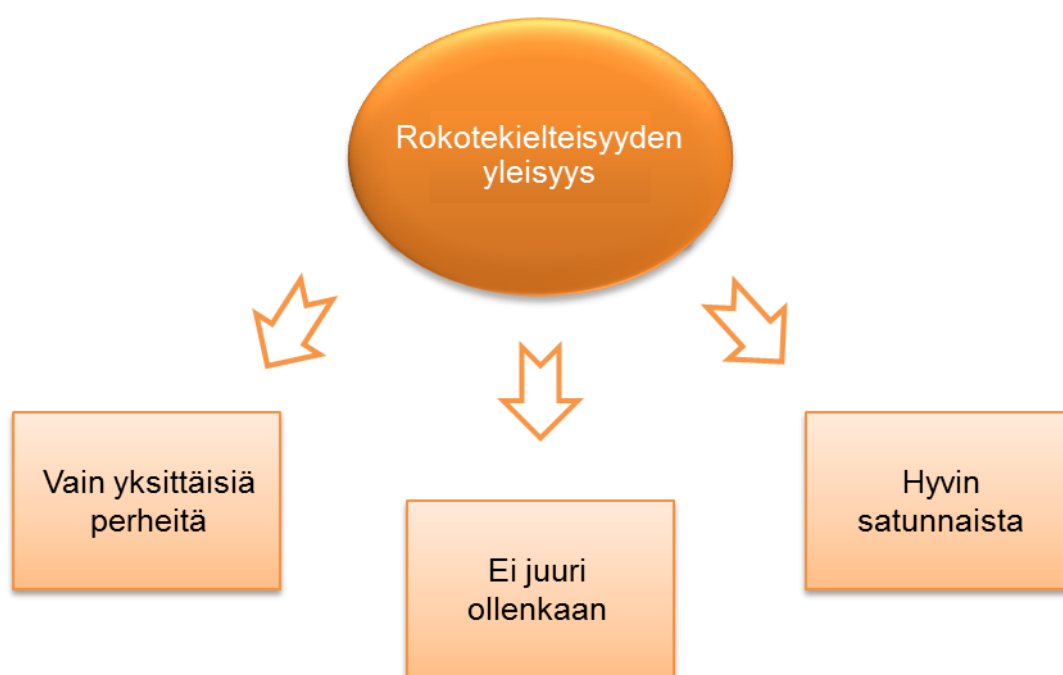 Rokotekielteisyyden
yleisyys
Vain yksittäisiä
perheitä
Ei juuri
ollenkaan
Hyvin
satunnaista